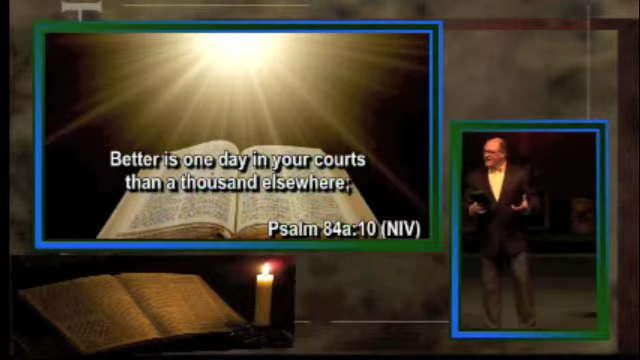 Better is one day in your courts
than a thousand elsewhere;
Psalm 84a:10 (NIV)